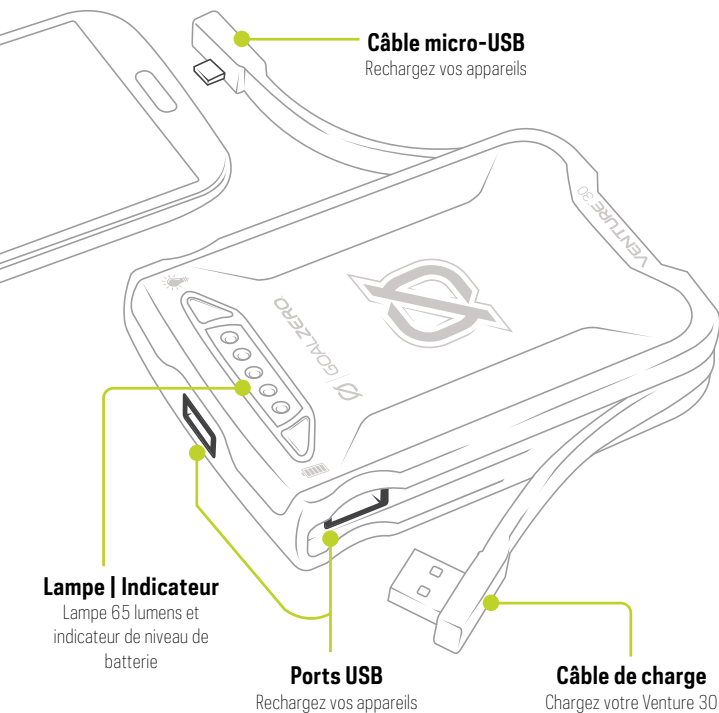 Câble micro-USB
Rechargez vos appareils
VENTURE 30
GOALZERO
Lampe | Indicateur
Lampe 65 lumens et
indicateur de niveau de
batterie
Ports USB
Rechargez vos appareils
Câble de charge
Chargez votre Venture 30